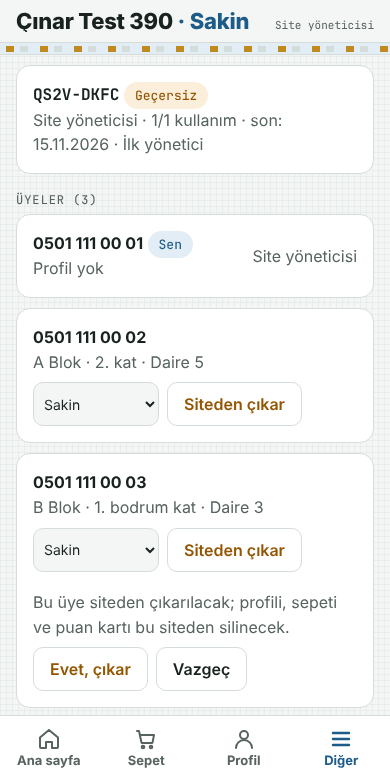 Çınar Test 390 · Sakin
Site yöneticisi
QS2V-DKFC Geçersiz
Site yöneticisi · 1/1 kullanım · son:
15.11.2026 · İlk yönetici
ÜYELER (3)
0501 111 00 01 Sen
Profil yok
Site yöneticisi
0501 111 00 02
A Blok · 2. kat · Daire 5
Sakin
Siteden çıkar
0501 111 00 03
B Blok · 1. bodrum kat · Daire 3
Sakin
Siteden çıkar
Bu üye siteden çıkarılacak; profili, sepeti
ve puan kartı bu siteden silinecek.
Evet, çıkar
Vazgeç
Ana sayfa
Sepet
Profil
Diğer